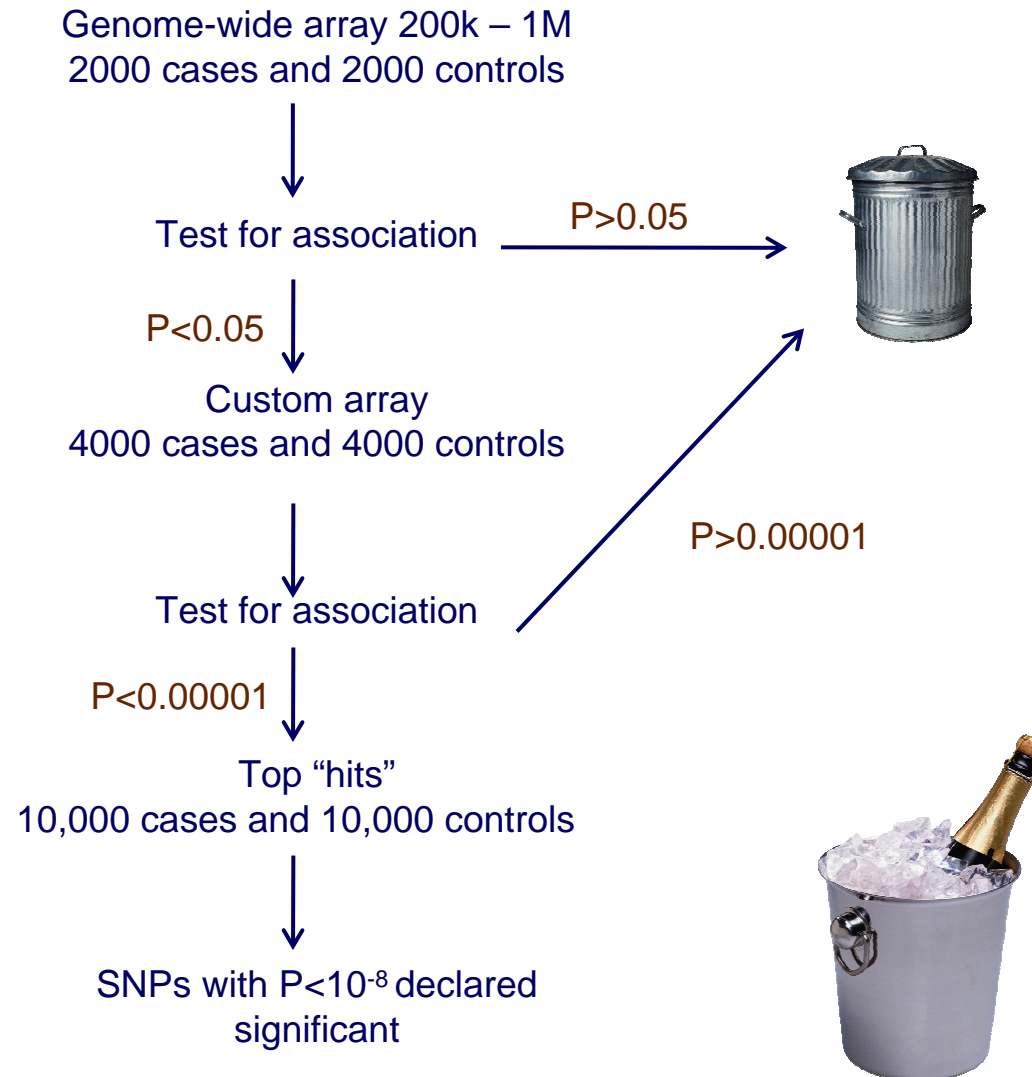 Genome-wide array 200k – 1M
2000 cases and 2000 controls
Test for association
P>0.05
P<0.05
Custom array
4000 cases and 4000 controls
P>0.00001
Test for association
P<0.00001
Top “hits”
10,000 cases and 10,000 controls
SNPs with P<10⁻⁸ declared
significant